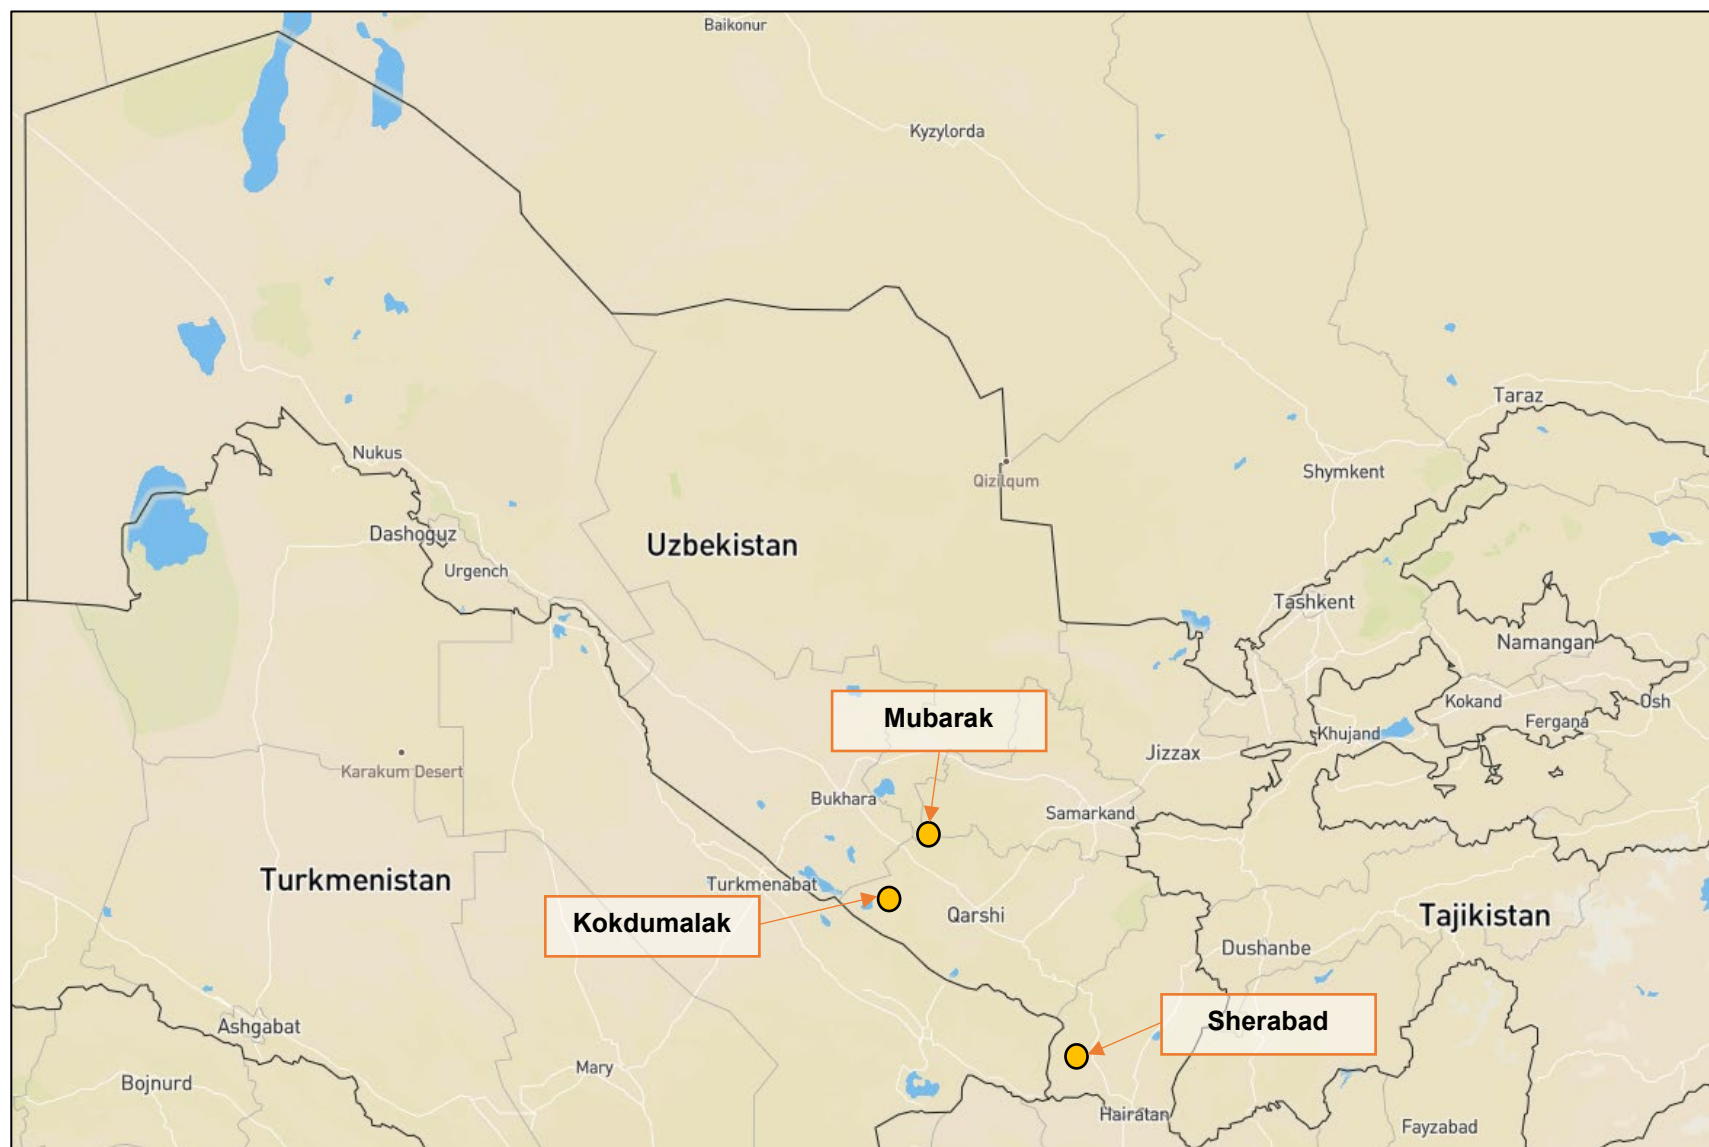 Baikonur
Kyzylorda
Taraz
Nukus
Shymkent
Qizilqum
Dashoguz
Uzbekistan
Urgench
Tashkent
Namangan
Kokand
Osh
Mubarak
Fergana
Khujand
Jizzax
Karakum Desert
Bukhara
Samarkand
Turkmenistan
Turkmenabat
Kokdumalak
Qarshi
Tajikistan
Dushanbe
Sherabad
Ashgabat
Mary
Bojnurd
Hairatan
Fayzabad